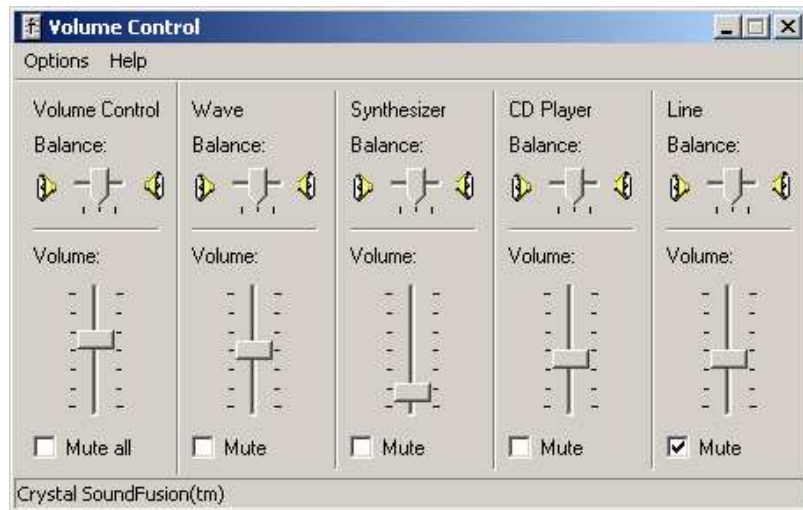 Volume Control
Options Help
Volume Control Wave Synthesizer CD Player Line
Balance: Balance: Balance: Balance: Balance:
Volume: Volume: Volume: Volume: Volume:
Mute all Mute Mute Mute Mute
Crystal SoundFusion(tm)